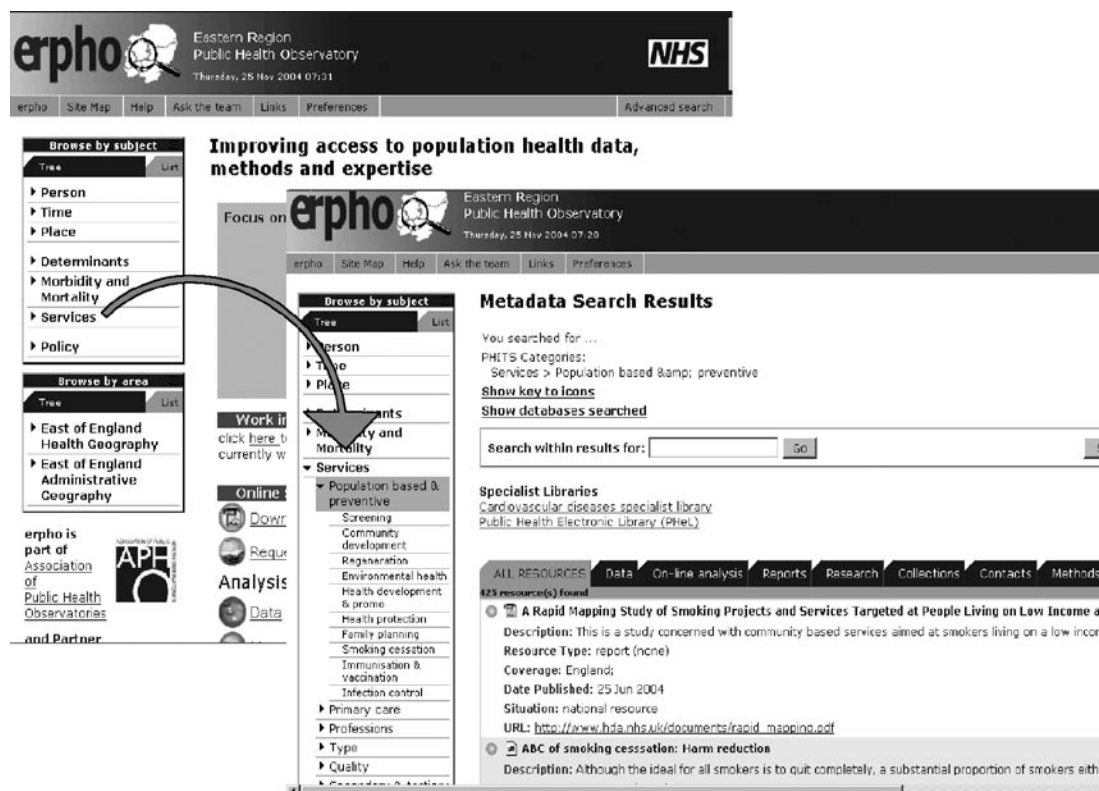 erpho
Eastern Region
Public Health Observatory
Thursday, 25 Nov 2004 07:31
NHS
erpho Site Map Help Ask the team Links Preferences Advanced search
Browse by subject
Tree List
Person
Time
Place
Determinants
Morbidity and
Mortality
Services
Policy
Browse by area
Tree List
East of England
Health Geography
East of England
Administrative
Geography
erpho is
part of
Association
of
Public Health
Observatories
and Partner
APHO
Improving access to population health data,
methods and expertise
Focus on
Work in
click here t
currently w
Online
Down
Reque
Analysis
Data
erpho
Eastern Region
Public Health Observatory
Thursday, 25 Nov 2004 07:20
erpho Site Map Help Ask the team Links Preferences
Browse by subject
Tree List
Person
Time
Place
Determinants
Morbidity and
Mortality
Services
Population based &
preventive
Screening
Community
development
Regeneration
Environmental health
Health development
& promo
Health protection
Family planning
Smoking cessation
Immunisation &
vaccination
Infection control
Primary care
Professions
Type
Quality
Metadata Search Results
You searched for ...
PHITS Categories:
Services > Population based &amp; preventive
Show key to icons
Show databases searched
Search within results for: Go
Specialist Libraries
Cardiovascular diseases specialist library
Public Health Electronic Library (PHeL)
ALL RESOURCES Data On-line analysis Reports Research Collections Contacts Methods
425 resource(s) found
A Rapid Mapping Study of Smoking Projects and Services Targeted at People Living on Low Income a
Description: This is a study concerned with community based services aimed at smokers living on a low incor
Resource Type: report (none)
Coverage: England;
Date Published: 25 Jun 2004
Situation: national resource
URL: http://www.hda.nhs.uk/documents/rapid_mapping.pdf
ABC of smoking cesssation: Harm reduction
Description: Although the ideal for all smokers is to quit completely, a substantial proportion of smokers eith